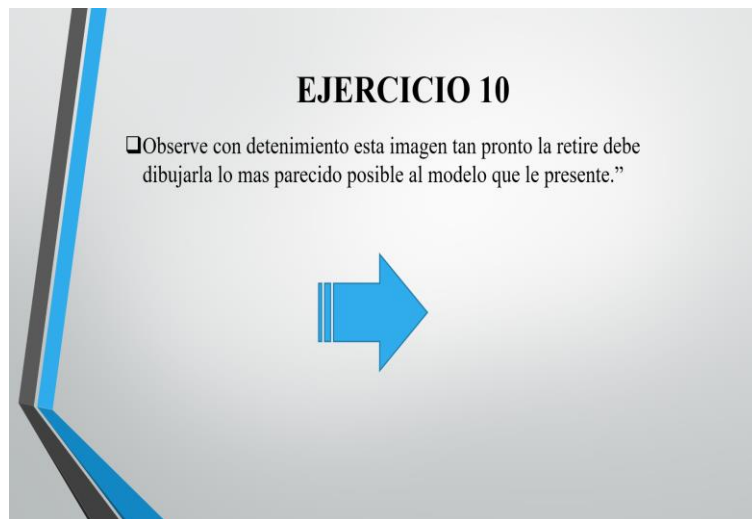 EJERCICIO 10
❑Observe con detenimiento esta imagen tan pronto la retire debe
dibujarla lo mas parecido posible al modelo que le presente.”